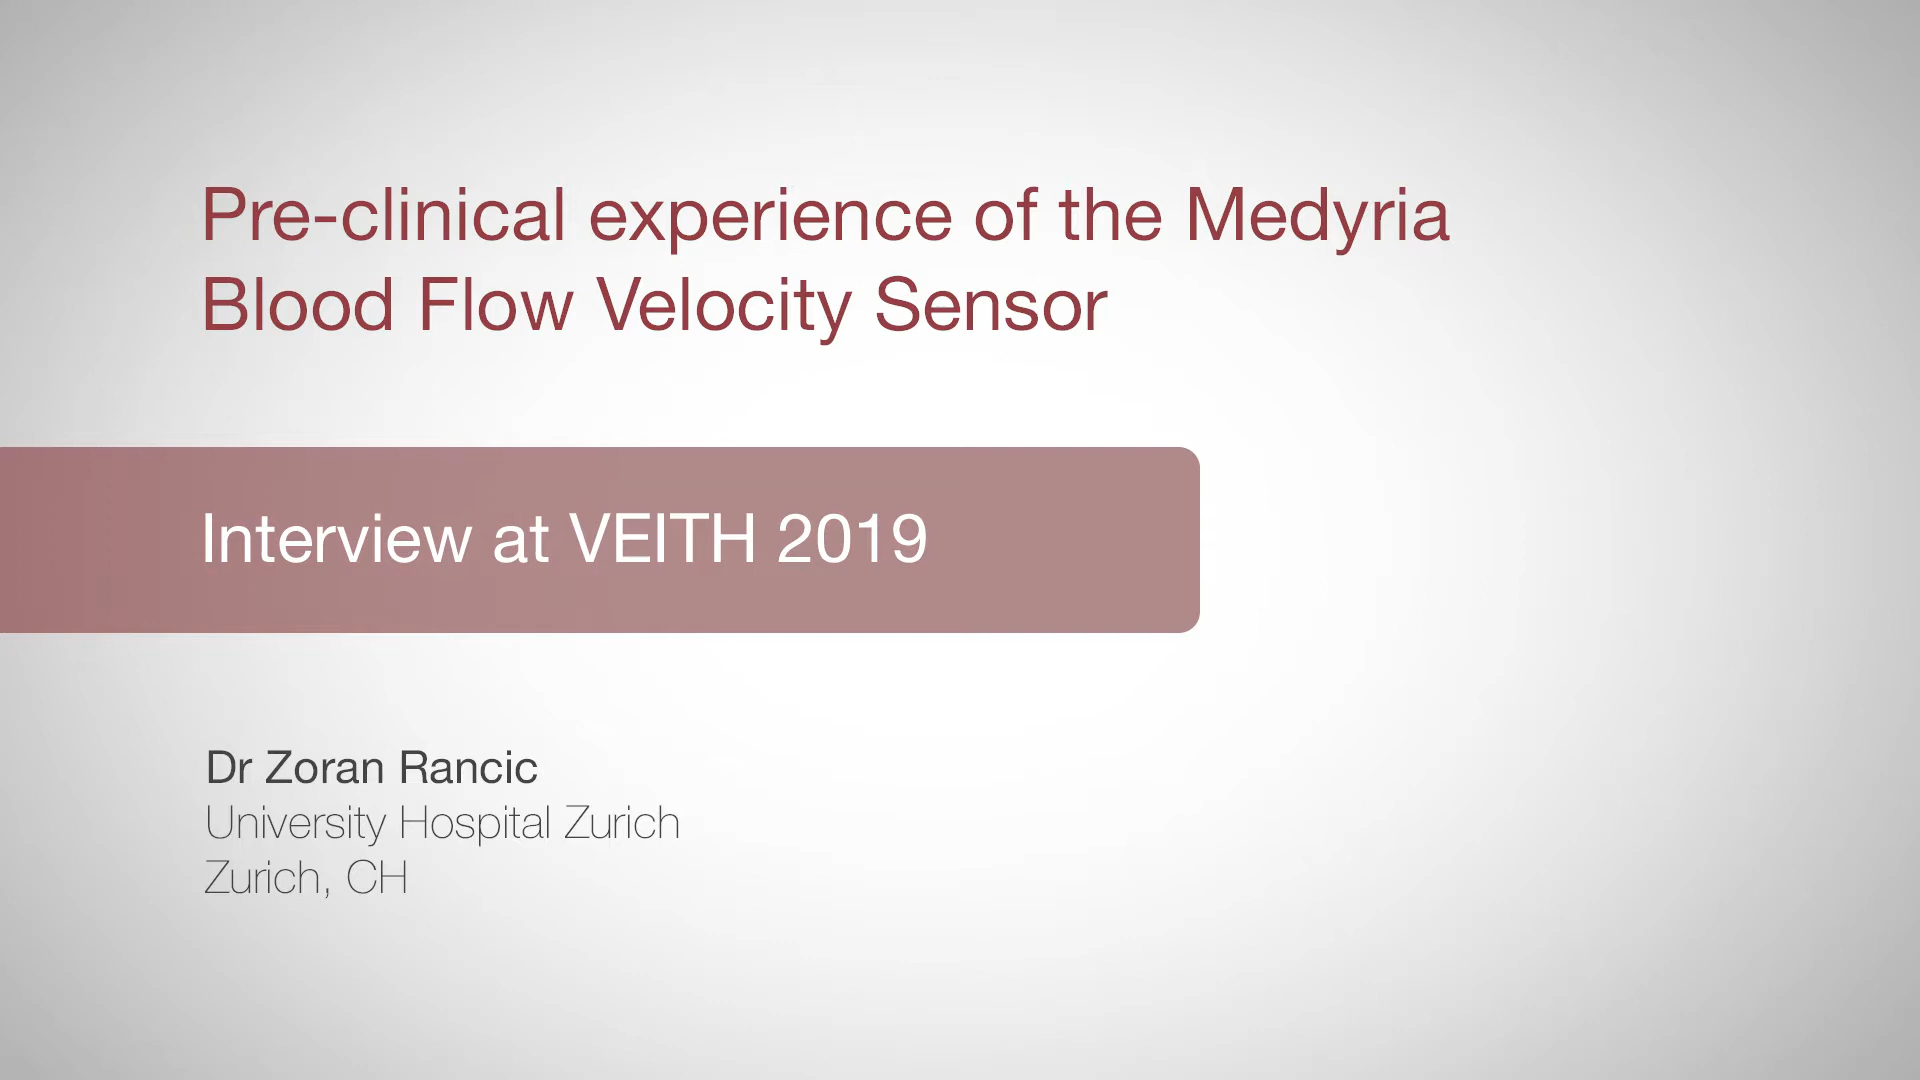 Pre-clinical experience of the Medyria
Blood Flow Velocity Sensor
Interview at VEITH 2019
Dr Zoran Rancic
University Hospital Zurich
Zurich, CH